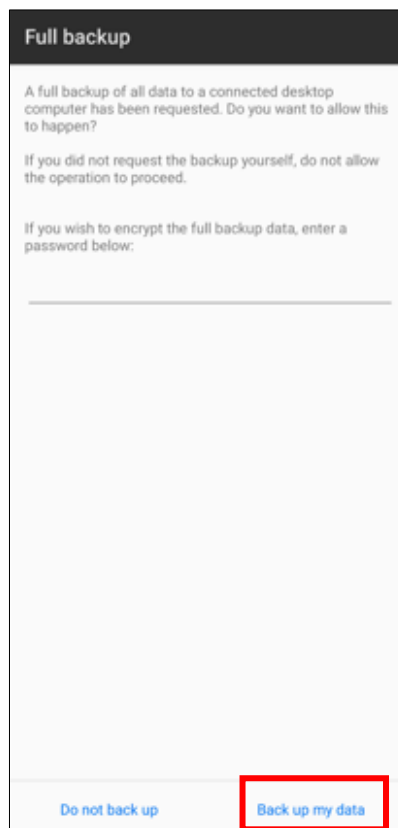 Full backup
A full backup of all data to a connected desktop
computer has been requested. Do you want to allow this
to happen?
If you did not request the backup yourself, do not allow
the operation to proceed.
If you wish to encrypt the full backup data, enter a
password below:
Do not back up
Back up my data